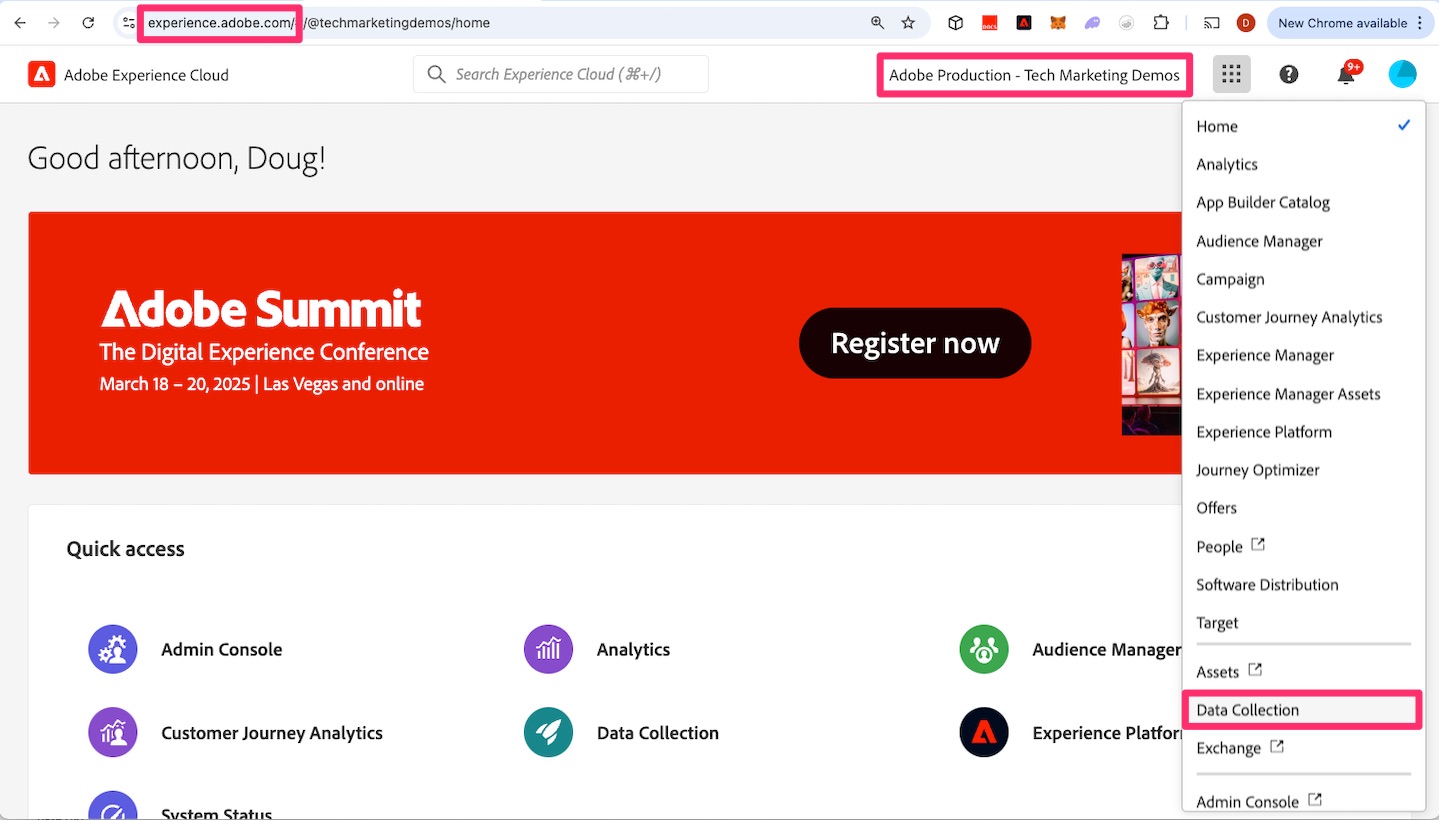 experience.adobe.com/ /@techmarketingdemos/home
New Chrome available
Adobe Experience Cloud
Search Experience Cloud (⌘+/)
Adobe Production - Tech Marketing Demos
9+
Good afternoon, Doug!
Adobe Summit
The Digital Experience Conference
March 18 – 20, 2025 | Las Vegas and online
Register now
Home
Analytics
App Builder Catalog
Audience Manager
Campaign
Customer Journey Analytics
Experience Manager
Experience Manager Assets
Experience Platform
Journey Optimizer
Offers
People
Software Distribution
Target
Assets
Data Collection
Exchange
Admin Console
Quick access
Admin Console
Analytics
Audience Manager
Customer Journey Analytics
Data Collection
Experience Platfor
System Status